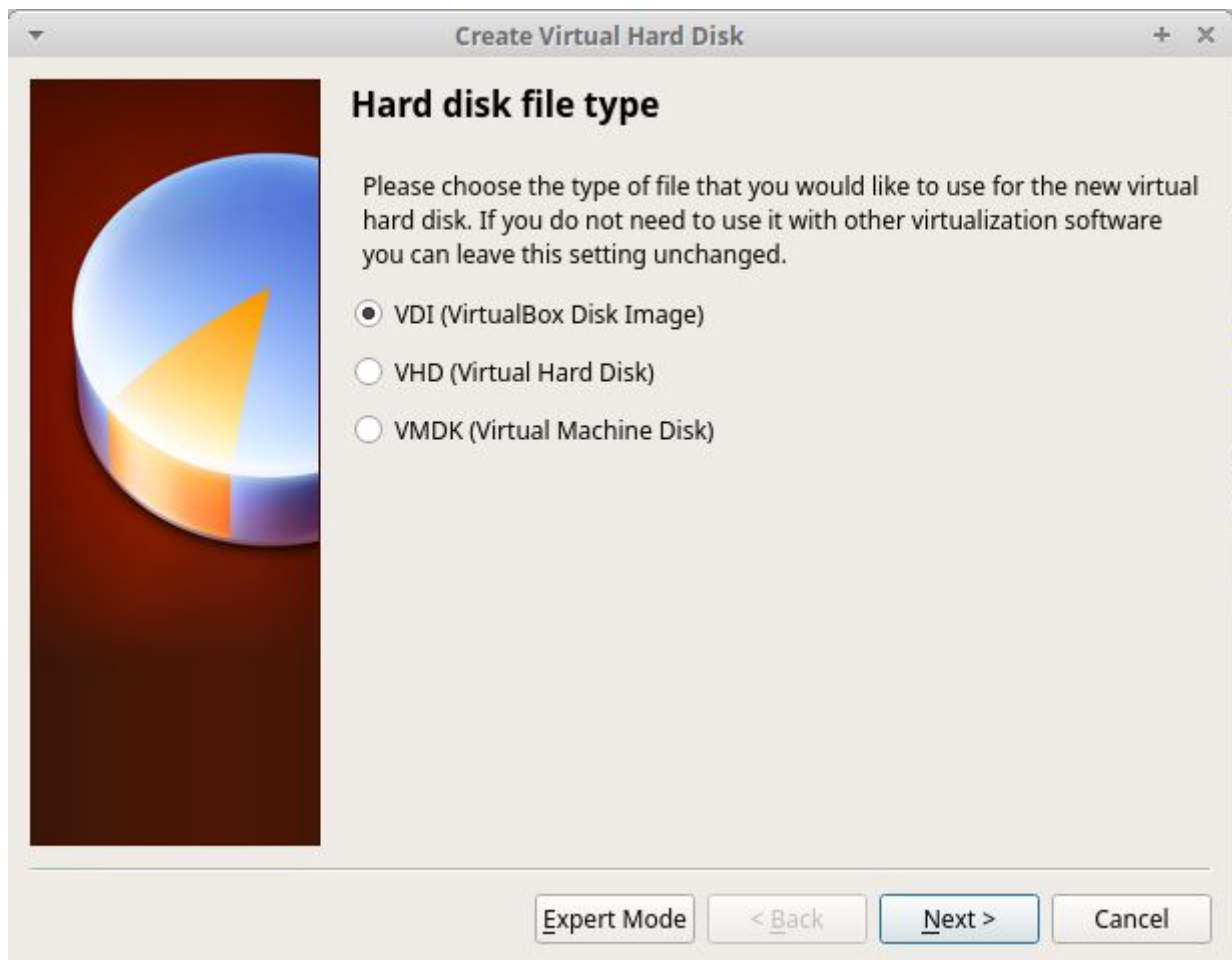 Create Virtual Hard Disk
Hard disk file type
Please choose the type of file that you would like to use for the new virtual
hard disk. If you do not need to use it with other virtualization software
you can leave this setting unchanged.
VDI (VirtualBox Disk Image)
VHD (Virtual Hard Disk)
VMDK (Virtual Machine Disk)
Expert Mode < Back Next > Cancel